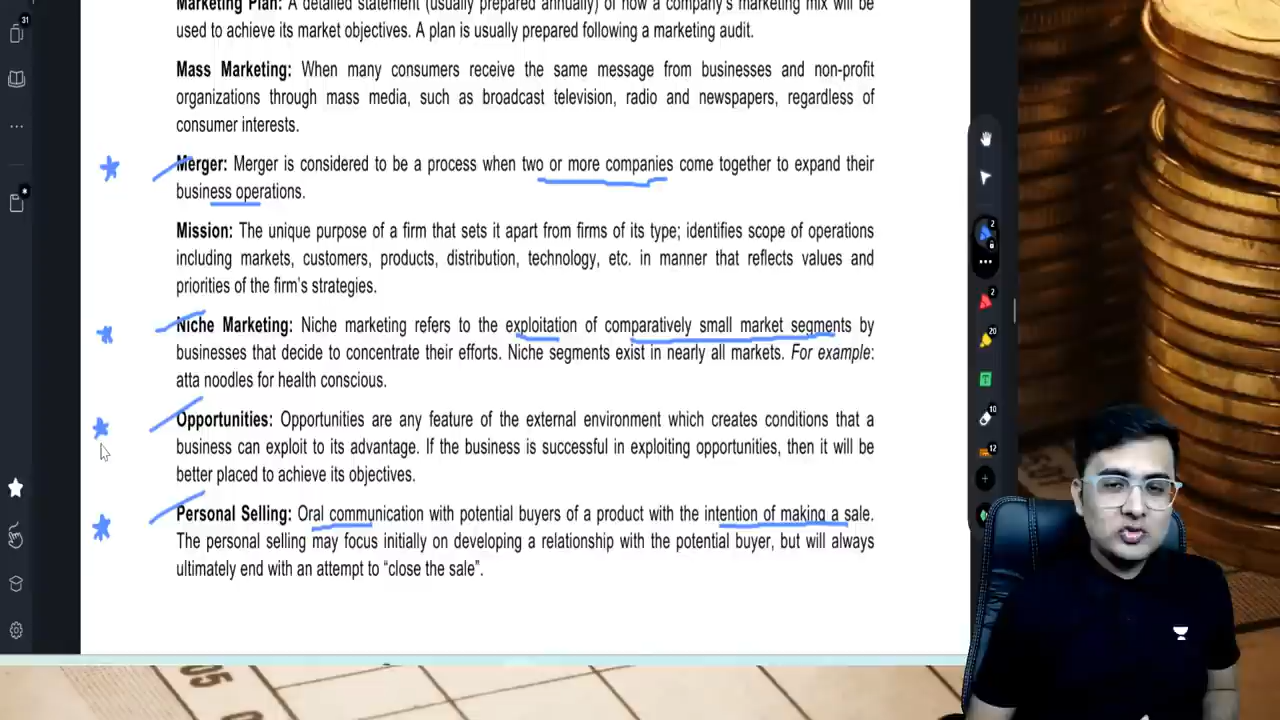 Marketing Plan: A detailed statement (usually prepared annually) of how a company's marketing mix will be
used to achieve its market objectives. A plan is usually prepared following a marketing audit.
Mass Marketing: When many consumers receive the same message from businesses and non-profit
organizations through mass media, such as broadcast television, radio and newspapers, regardless of
consumer interests.
Merger: Merger is considered to be a process when two or more companies come together to expand their
business operations.
Mission: The unique purpose of a firm that sets it apart from firms of its type; identifies scope of operations
including markets, customers, products, distribution, technology, etc. in manner that reflects values and
priorities of the firm's strategies.
Niche Marketing: Niche marketing refers to the exploitation of comparatively small market segments by
businesses that decide to concentrate their efforts. Niche segments exist in nearly all markets. For example:
atta noodles for health conscious.
Opportunities: Opportunities are any feature of the external environment which creates conditions that a
business can exploit to its advantage. If the business is successful in exploiting opportunities, then it will be
better placed to achieve its objectives.
Personal Selling: Oral communication with potential buyers of a product with the intention of making a sale.
The personal selling may focus initially on developing a relationship with the potential buyer, but will always
ultimately end with an attempt to "close the sale".
31
2
2
20
T
10
12
05